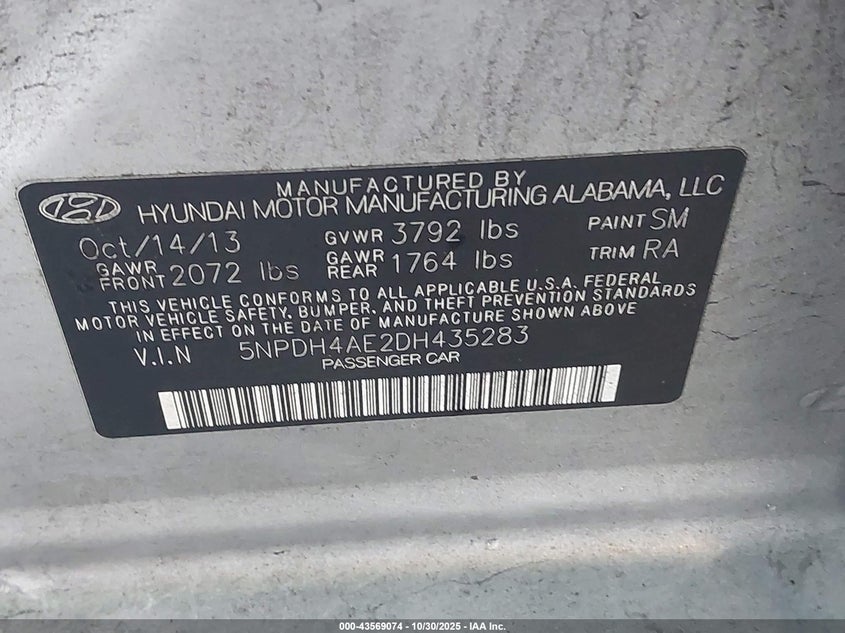 MANUFACTURED BY
HYUNDAI MOTOR MANUFACTURING ALABAMA, LLC
Oct/14/13 GVWR 3792 lbs PAINT SM
GAWR FRONT 2072 lbs GAWR REAR 1764 lbs TRIM RA
THIS VEHICLE CONFORMS TO ALL APPLICABLE U.S.A. FEDERAL
MOTOR VEHICLE SAFETY, BUMPER, AND THEFT PREVENTION STANDARDS
IN EFFECT ON THE DATE OF MANUFACTURE SHOWN ABOVE
V.I.N 5NPDH4AE2DH435283
PASSENGER CAR
000-43569074 - 10/30/2025 - IAA Inc.